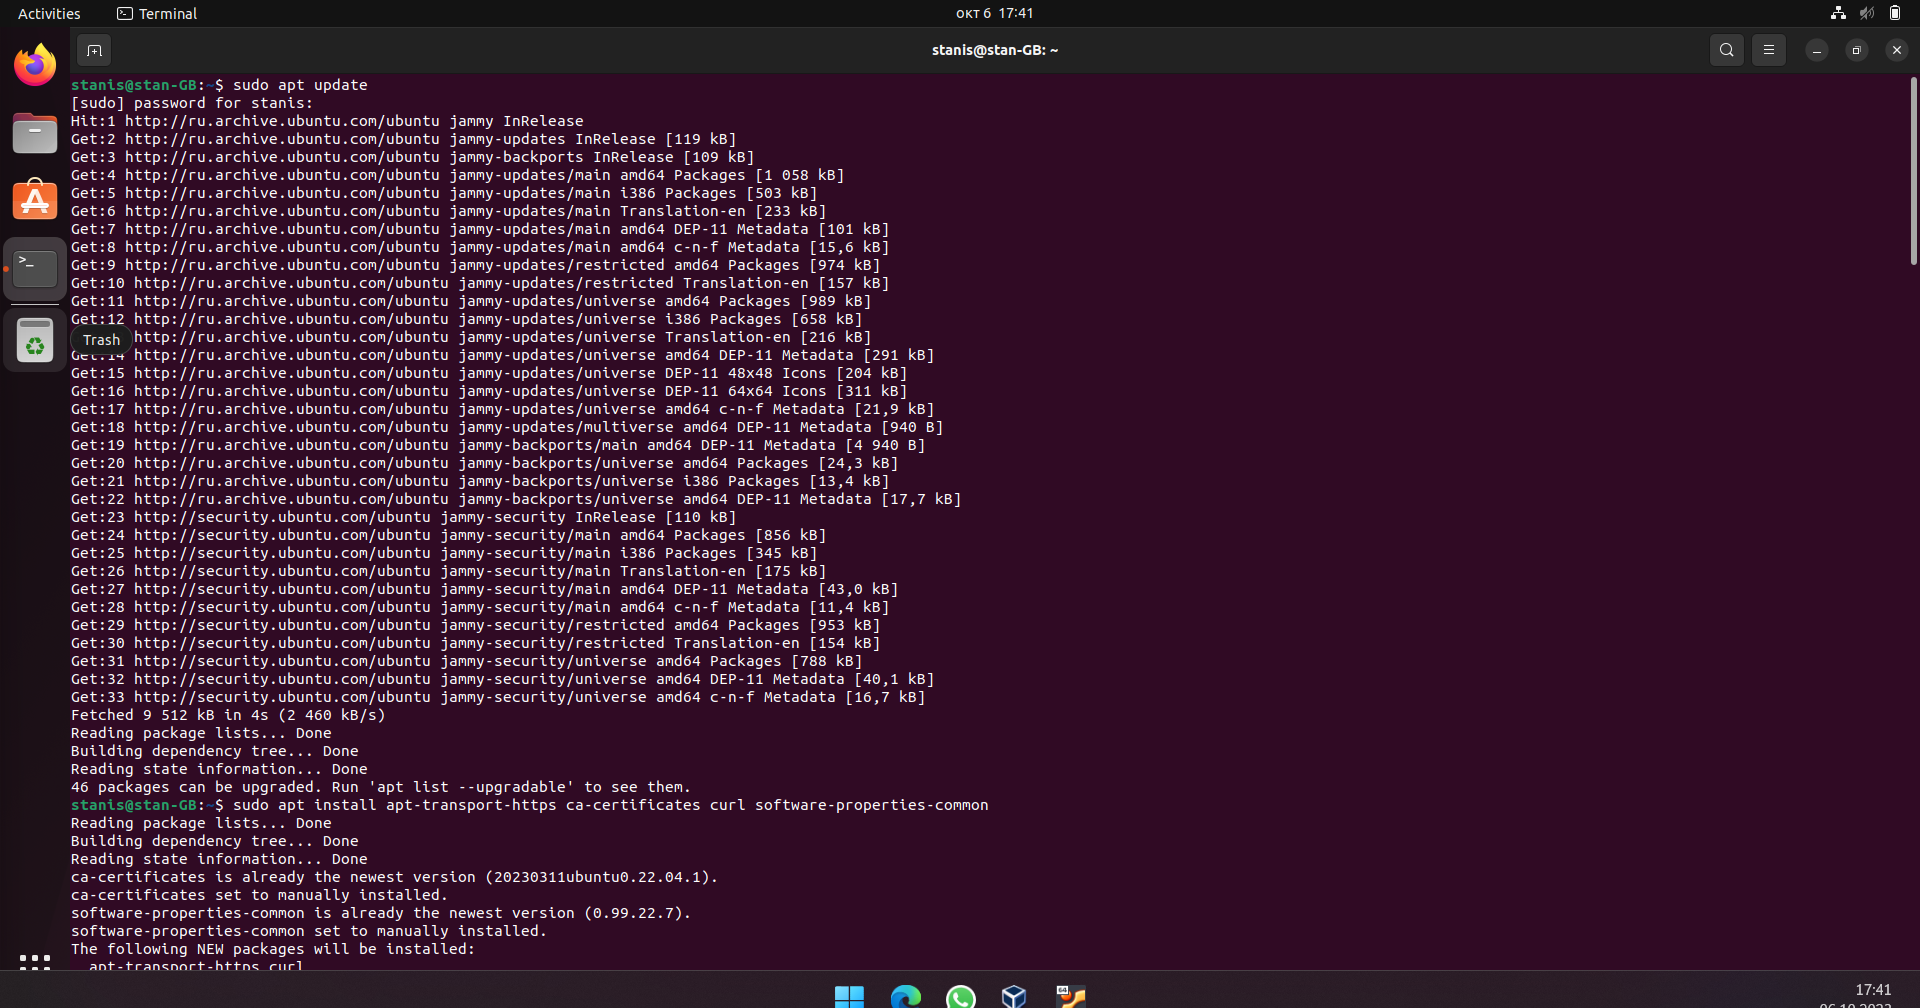 Activities
Terminal
окт 6 17:41
stanis@stan-GB: ~
stanis@stan-GB:~$ sudo apt update
[sudo] password for stanis:
Hit:1 http://ru.archive.ubuntu.com/ubuntu jammy InRelease
Get:2 http://ru.archive.ubuntu.com/ubuntu jammy-updates InRelease [119 kB]
Get:3 http://ru.archive.ubuntu.com/ubuntu jammy-backports InRelease [109 kB]
Get:4 http://ru.archive.ubuntu.com/ubuntu jammy-updates/main amd64 Packages [1 058 kB]
Get:5 http://ru.archive.ubuntu.com/ubuntu jammy-updates/main i386 Packages [503 kB]
Get:6 http://ru.archive.ubuntu.com/ubuntu jammy-updates/main Translation-en [233 kB]
Get:7 http://ru.archive.ubuntu.com/ubuntu jammy-updates/main amd64 DEP-11 Metadata [101 kB]
Get:8 http://ru.archive.ubuntu.com/ubuntu jammy-updates/main amd64 c-n-f Metadata [15,6 kB]
Get:9 http://ru.archive.ubuntu.com/ubuntu jammy-updates/restricted amd64 Packages [974 kB]
Get:10 http://ru.archive.ubuntu.com/ubuntu jammy-updates/restricted Translation-en [157 kB]
Get:11 http://ru.archive.ubuntu.com/ubuntu jammy-updates/universe amd64 Packages [989 kB]
Get:12 http://ru.archive.ubuntu.com/ubuntu jammy-updates/universe i386 Packages [658 kB]
Trash
http://ru.archive.ubuntu.com/ubuntu jammy-updates/universe Translation-en [216 kB]
Get:14 http://ru.archive.ubuntu.com/ubuntu jammy-updates/universe amd64 DEP-11 Metadata [291 kB]
Get:15 http://ru.archive.ubuntu.com/ubuntu jammy-updates/universe DEP-11 48x48 Icons [204 kB]
Get:16 http://ru.archive.ubuntu.com/ubuntu jammy-updates/universe DEP-11 64x64 Icons [311 kB]
Get:17 http://ru.archive.ubuntu.com/ubuntu jammy-updates/universe amd64 c-n-f Metadata [21,9 kB]
Get:18 http://ru.archive.ubuntu.com/ubuntu jammy-updates/multiverse amd64 DEP-11 Metadata [940 B]
Get:19 http://ru.archive.ubuntu.com/ubuntu jammy-backports/main amd64 DEP-11 Metadata [4 940 B]
Get:20 http://ru.archive.ubuntu.com/ubuntu jammy-backports/universe amd64 Packages [24,3 kB]
Get:21 http://ru.archive.ubuntu.com/ubuntu jammy-backports/universe i386 Packages [13,4 kB]
Get:22 http://ru.archive.ubuntu.com/ubuntu jammy-backports/universe amd64 DEP-11 Metadata [17,7 kB]
Get:23 http://security.ubuntu.com/ubuntu jammy-security InRelease [110 kB]
Get:24 http://security.ubuntu.com/ubuntu jammy-security/main amd64 Packages [856 kB]
Get:25 http://security.ubuntu.com/ubuntu jammy-security/main i386 Packages [345 kB]
Get:26 http://security.ubuntu.com/ubuntu jammy-security/main Translation-en [175 kB]
Get:27 http://security.ubuntu.com/ubuntu jammy-security/main amd64 DEP-11 Metadata [43,0 kB]
Get:28 http://security.ubuntu.com/ubuntu jammy-security/main amd64 c-n-f Metadata [11,4 kB]
Get:29 http://security.ubuntu.com/ubuntu jammy-security/restricted amd64 Packages [953 kB]
Get:30 http://security.ubuntu.com/ubuntu jammy-security/restricted Translation-en [154 kB]
Get:31 http://security.ubuntu.com/ubuntu jammy-security/universe amd64 Packages [788 kB]
Get:32 http://security.ubuntu.com/ubuntu jammy-security/universe amd64 DEP-11 Metadata [40,1 kB]
Get:33 http://security.ubuntu.com/ubuntu jammy-security/universe amd64 c-n-f Metadata [16,7 kB]
Fetched 9 512 kB in 4s (2 460 kB/s)
Reading package lists... Done
Building dependency tree... Done
Reading state information... Done
46 packages can be upgraded. Run 'apt list --upgradable' to see them.
stanis@stan-GB:~$ sudo apt install apt-transport-https ca-certificates curl software-properties-common
Reading package lists... Done
Building dependency tree... Done
Reading state information... Done
ca-certificates is already the newest version (20230311ubuntu0.22.04.1).
ca-certificates set to manually installed.
software-properties-common is already the newest version (0.99.22.7).
software-properties-common set to manually installed.
The following NEW packages will be installed:
apt-transport-https curl
64
17:41